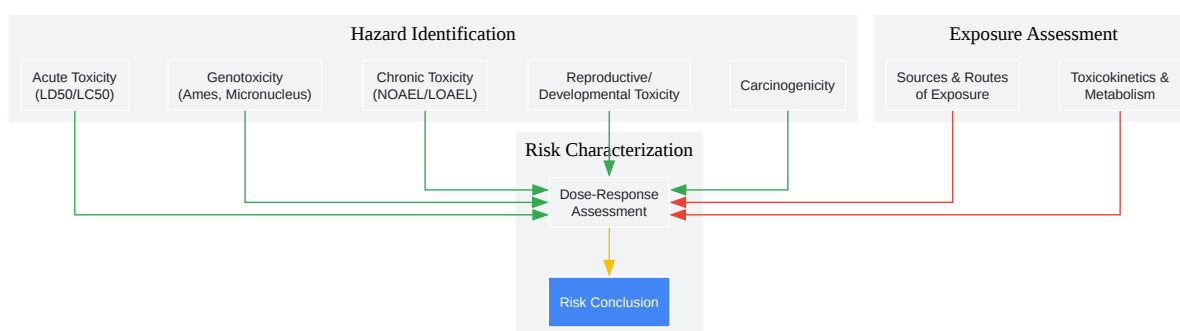 Hazard Identification
Acute Toxicity
(LD50/LC50)
Genotoxicity
(Ames, Micronucleus)
Chronic Toxicity
(NOAEL/LOAEL)
Reproductive/
Developmental Toxicity
Carcinogenicity
Exposure Assessment
Sources & Routes
of Exposure
Toxicokinetics &
Metabolism
Risk Characterization
Dose-Response
Assessment
Risk Conclusion